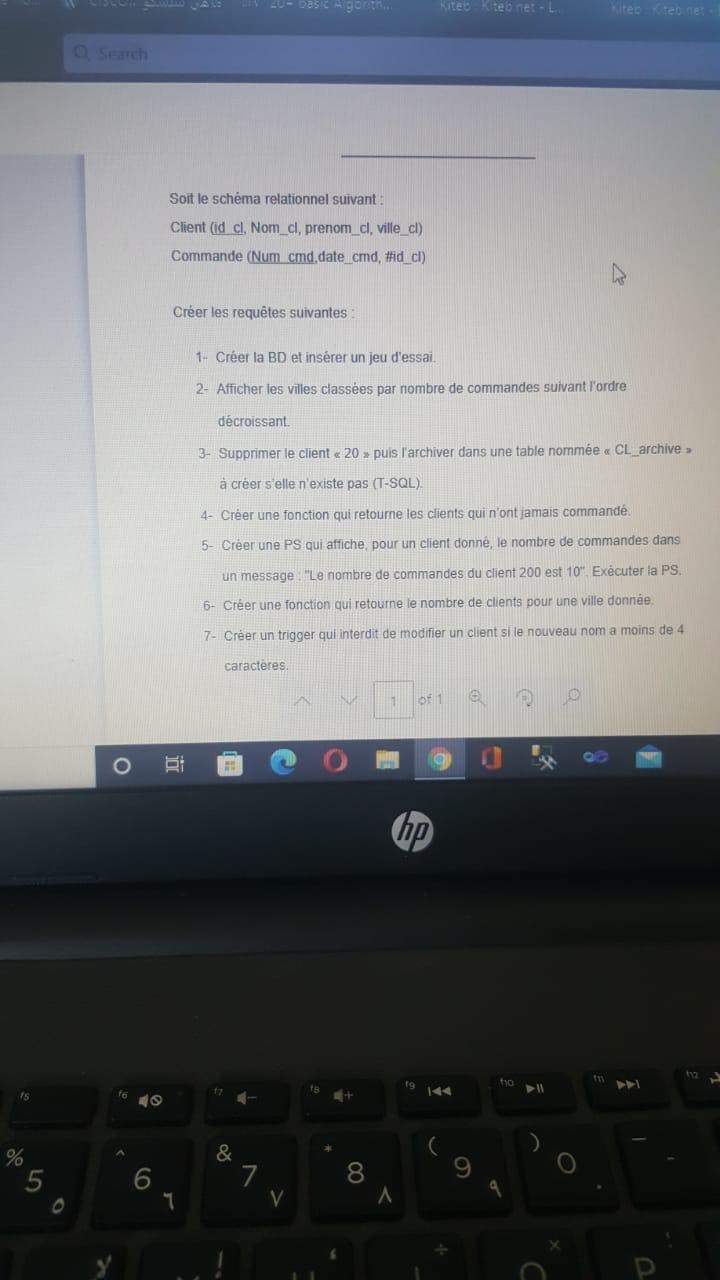 20- basic Algorith...
Kiteb - Kiteb.net - L..
Kiteb - Kiteb.net -
Search
Soit le schéma relationnel suivant :
Client (id_cl, Nom_cl, prenom_cl, ville_cl)
Commande (Num_cmd,date_cmd, #id_cl)
Créer les requêtes suivantes :
1- Créer la BD et insérer un jeu d'essai.
2- Afficher les villes classées par nombre de commandes suivant l'ordre
décroissant.
3- Supprimer le client « 20 » puis l'archiver dans une table nommée « CL_archive »
à créer s'elle n'existe pas (T-SQL).
4- Créer une fonction qui retourne les clients qui n'ont jamais commandé.
5- Créer une PS qui affiche, pour un client donné, le nombre de commandes dans
un message : "Le nombre de commandes du client 200 est 10". Exécuter la PS.
6- Créer une fonction qui retourne le nombre de clients pour une ville donnée.
7- Créer un trigger qui interdit de modifier un client si le nouveau nom a moins de 4
caractères.
1 of 1
hp
f5 f6 f7 f8 f9 f10 f11 f12
% 5 ٥ ^ 6 ٦ & 7 ٧ * 8 ٨ ( 9 ٩ ) 0 ٠ _ -